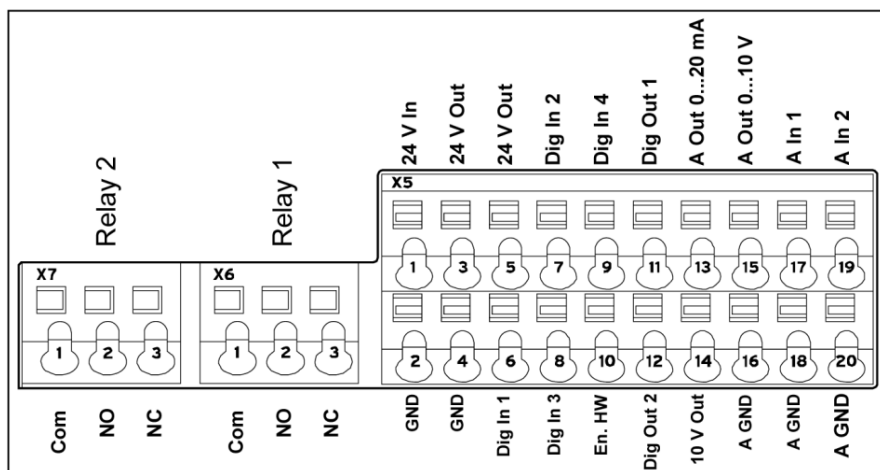 24 V In
24 V Out
24 V Out
Dig In 2
Dig In 4
Dig Out 1
A Out 0...20 mA
A Out 0...10 V
A In 1
A In 2
Relay 2
Relay 1
X5
1 3 5 7 9 11 13 15 17 19
X7
X6
1 2 3
1 2 3
2 4 6 8 10 12 14 16 18 20
Com
NO
NC
Com
NO
NC
GND
GND
Dig In 1
Dig In 3
En. HW
Dig Out 2
10 V Out
A GND
A GND
A GND